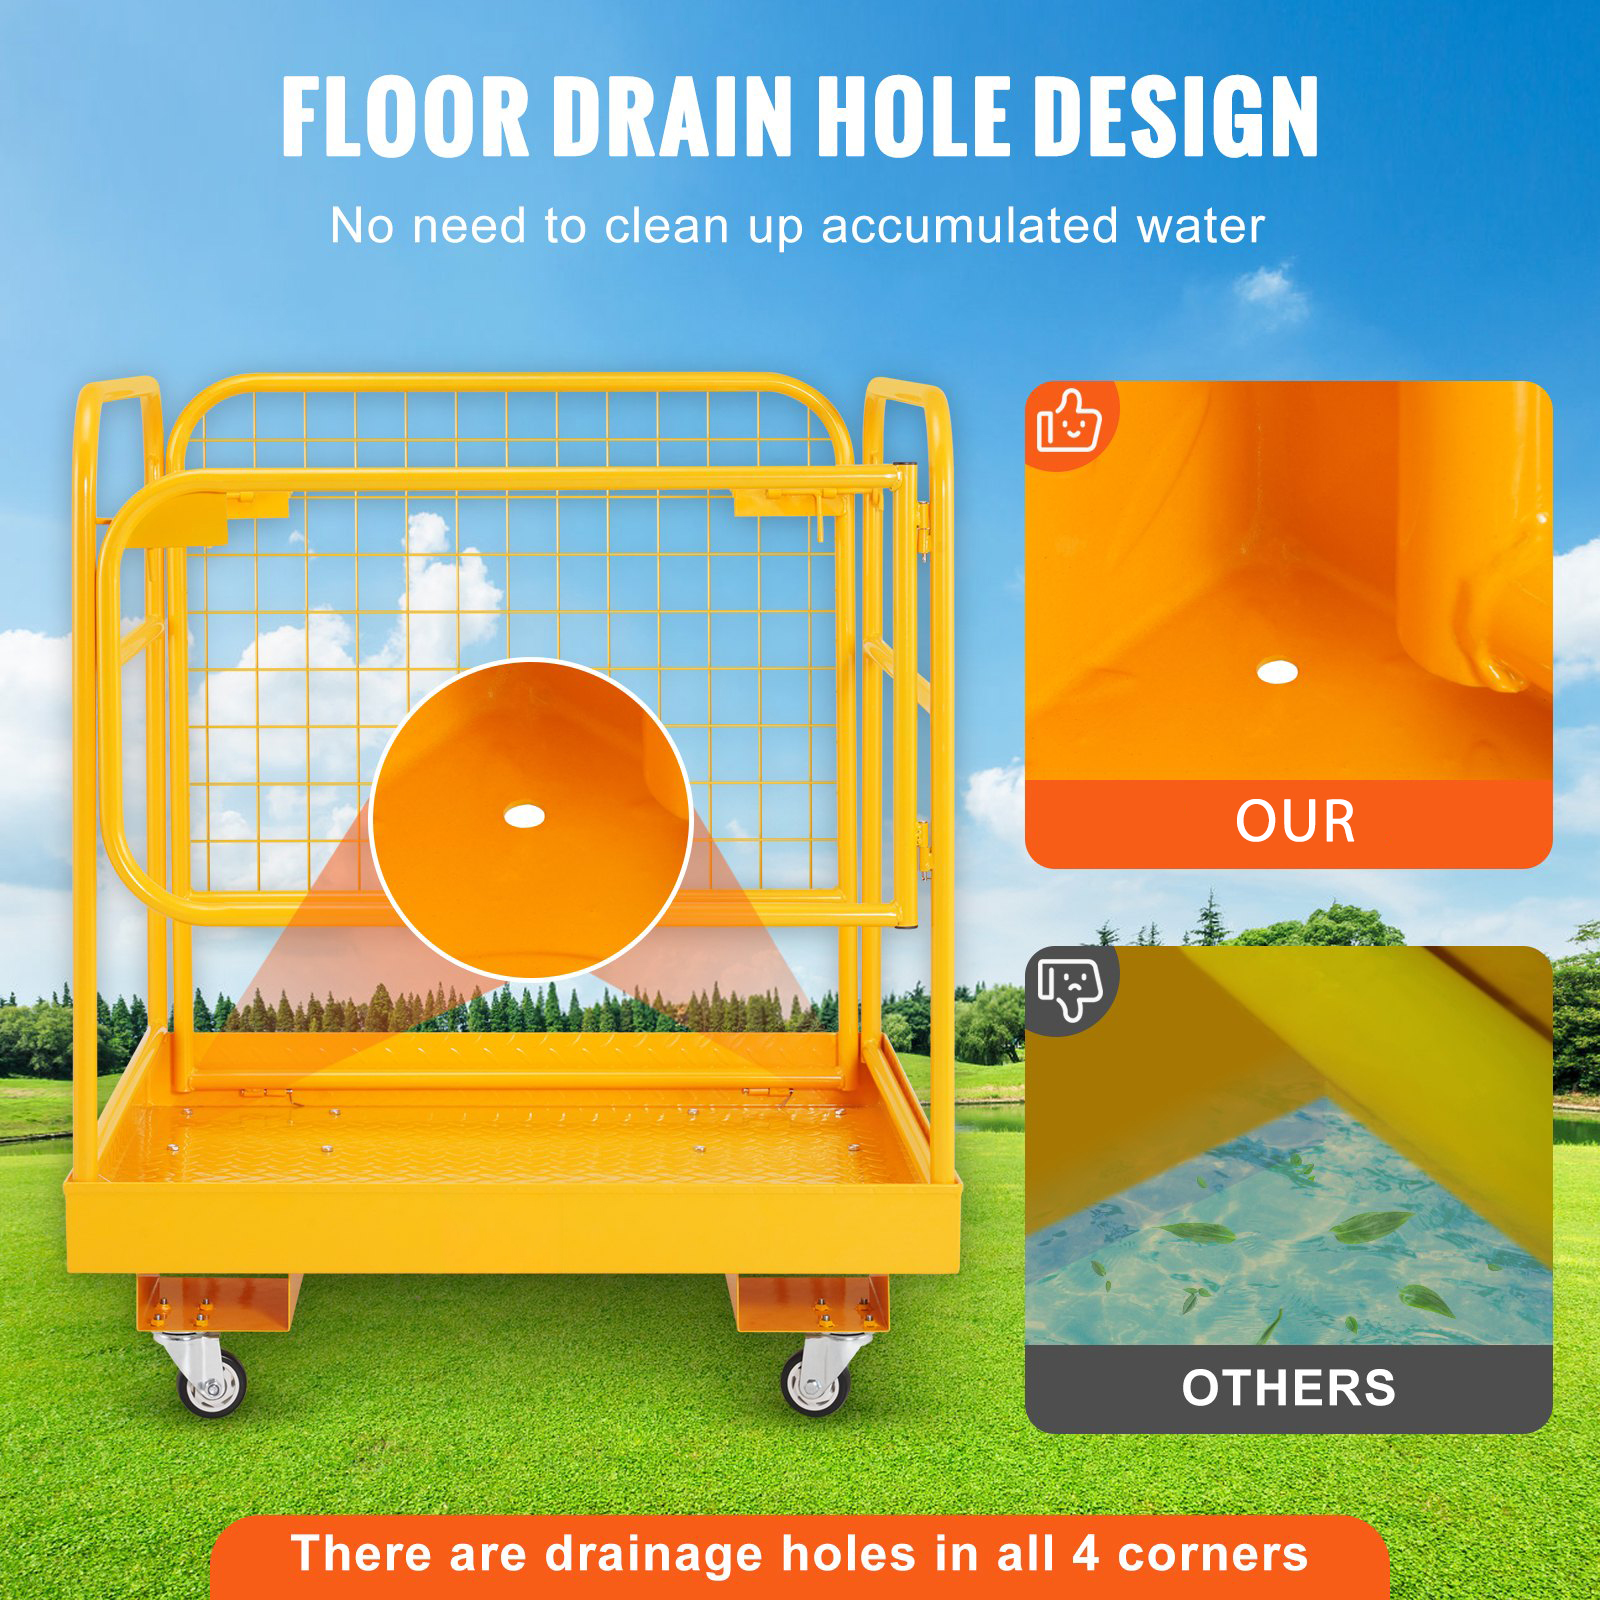 FLOOR DRAIN HOLE DESIGN
No need to clean up accumulated water
OUR
OTHERS
There are drainage holes in all 4 corners